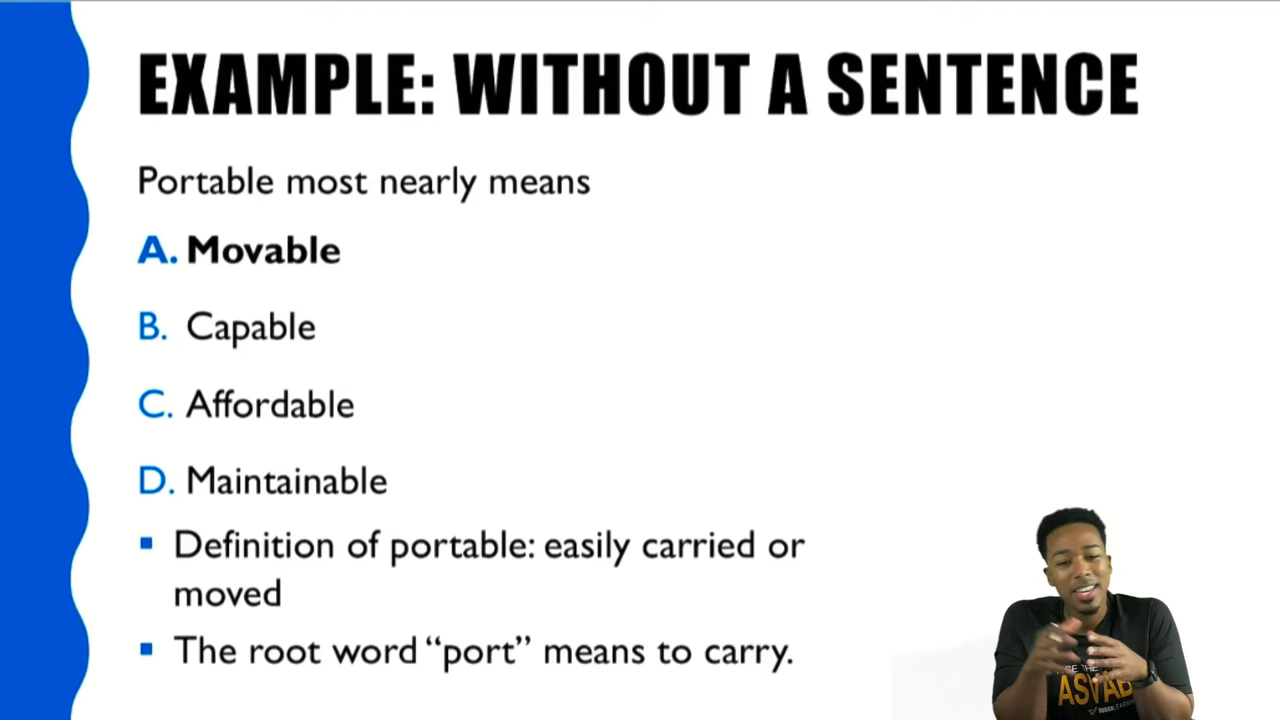 EXAMPLE: WITHOUT A SENTENCE
Portable most nearly means
A. Movable
B. Capable
C. Affordable
D. Maintainable
▪ Definition of portable: easily carried or
moved
▪ The root word “port” means to carry.
THE
ASVAB